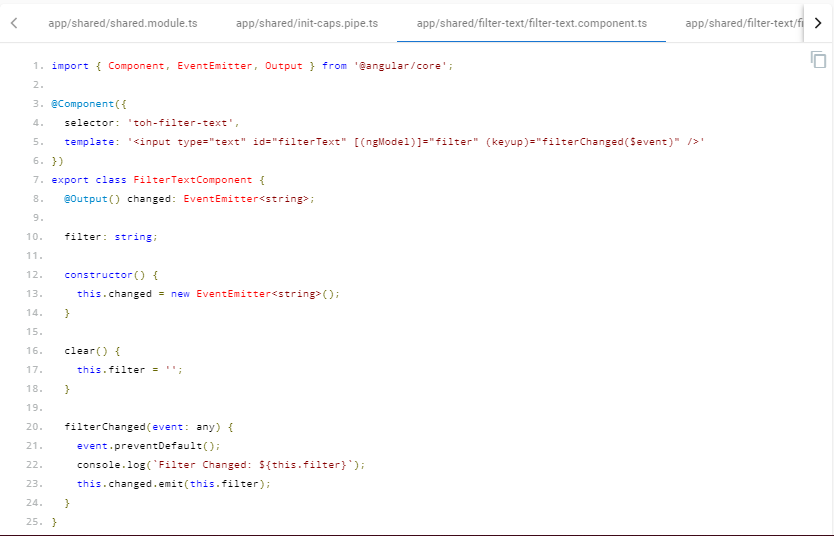 app/shared/shared.module.ts app/shared/init-caps.pipe.ts app/shared/filter-text/filter-text.component.ts app/shared/filter-text/fi
1. import { Component, EventEmitter, Output } from '@angular/core';
2.
3. @Component({
4.   selector: 'toh-filter-text',
5.   template: '<input type="text" id="filterText" [(ngModel)]="filter" (keyup)="filterChanged($event)" />'
6. })
7. export class FilterTextComponent {
8.   @Output() changed: EventEmitter<string>;
9.
10.   filter: string;
11.
12.   constructor() {
13.     this.changed = new EventEmitter<string>();
14.   }
15.
16.   clear() {
17.     this.filter = '';
18.   }
19.
20.   filterChanged(event: any) {
21.     event.preventDefault();
22.     console.log(`Filter Changed: ${this.filter}`);
23.     this.changed.emit(this.filter);
24.   }
25. }